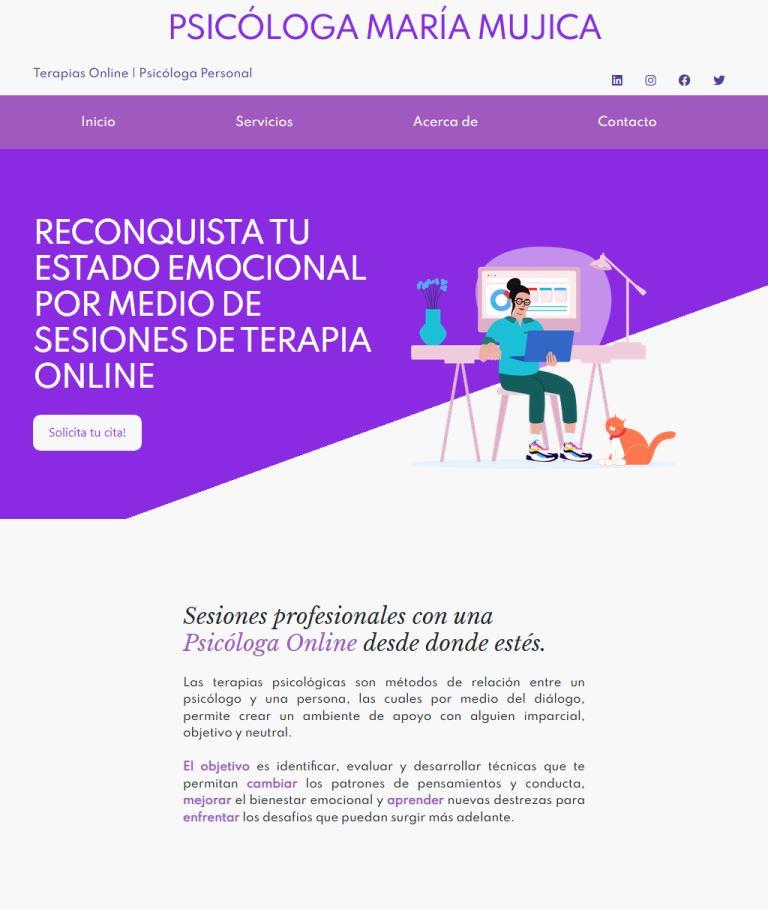 PSICÓLOGA MARÍA MUJICA
Terapias Online | Psicóloga Personal
Inicio Servicios Acerca de Contacto
RECONQUISTA TU
ESTADO EMOCIONAL
POR MEDIO DE
SESIONES DE TERAPIA
ONLINE
Solicita tu cita!
Sesiones profesionales con una
Psicóloga Online desde donde estés.
Las terapias psicológicas son métodos de relación entre un
psicólogo y una persona, las cuales por medio del diálogo,
permite crear un ambiente de apoyo con alguien imparcial,
objetivo y neutral.
El objetivo es identificar, evaluar y desarrollar técnicas que te
permitan cambiar los patrones de pensamientos y conducta,
mejorar el bienestar emocional y aprender nuevas destrezas para
enfrentar los desafíos que puedan surgir más adelante.